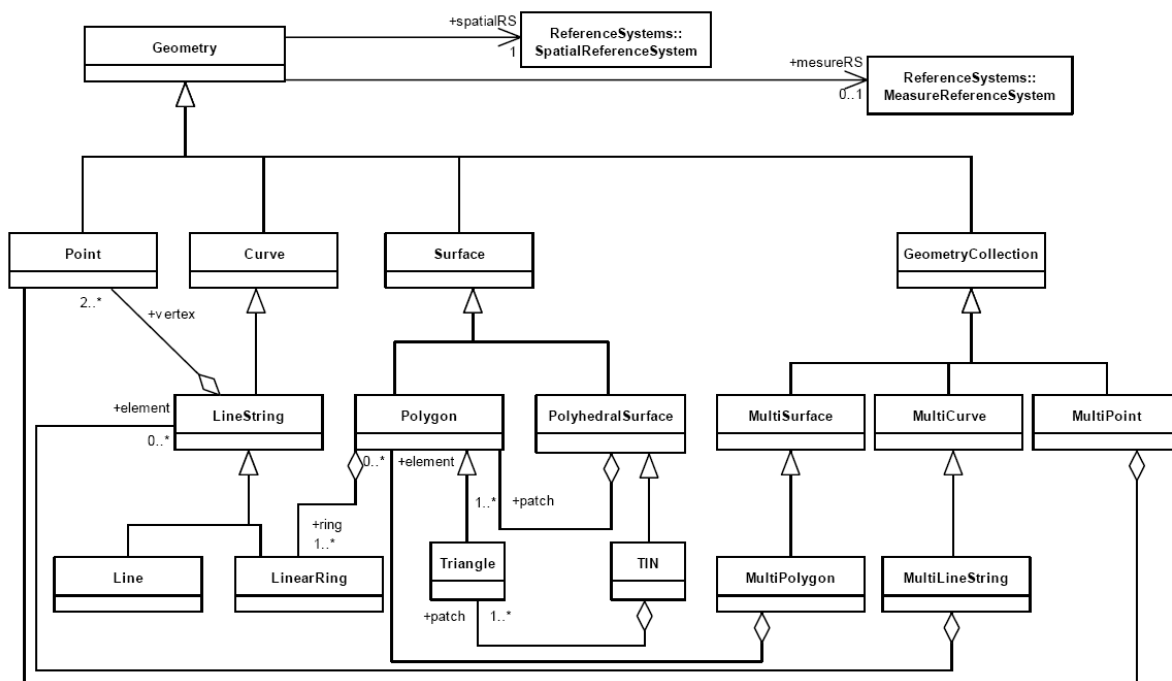 Geometry
+spatialRS
1
ReferenceSystems::
SpatialReferenceSystem
+mesureRS
0..1
ReferenceSystems::
MeasureReferenceSystem
Point
Curve
Surface
GeometryCollection
2..*
+vertex
+element
0..*
LineString
Polygon
PolyhedralSurface
MultiSurface
MultiCurve
MultiPoint
0..*
+element
1..*
+patch
+ring
1..*
Line
LinearRing
Triangle
TIN
MultiPolygon
MultiLineString
+patch
1..*